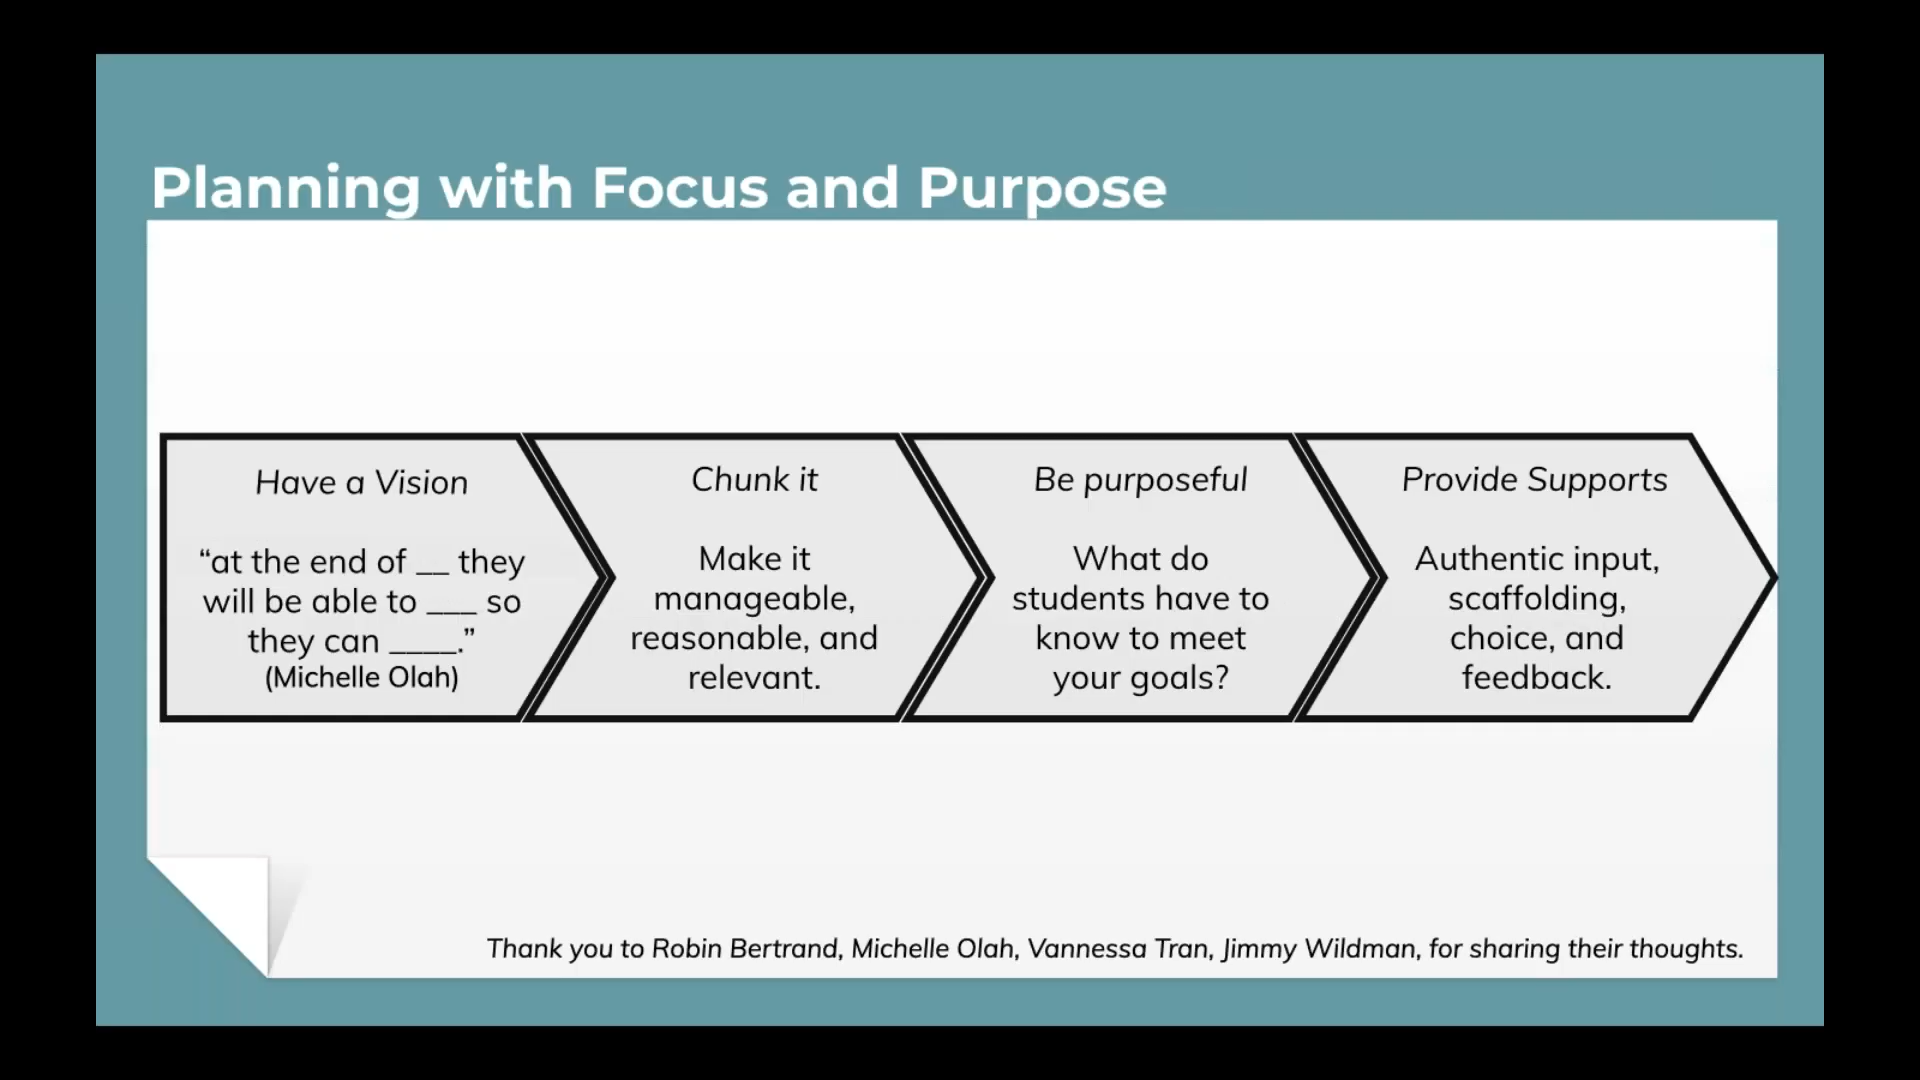 Planning with Focus and Purpose
Have a Vision
“at the end of __ they
will be able to ___ so
they can ____.”
(Michelle Olah)
Chunk it
Make it
manageable,
reasonable, and
relevant.
Be purposeful
What do
students have to
know to meet
your goals?
Provide Supports
Authentic input,
scaffolding,
choice, and
feedback.
Thank you to Robin Bertrand, Michelle Olah, Vannessa Tran, Jimmy Wildman, for sharing their thoughts.